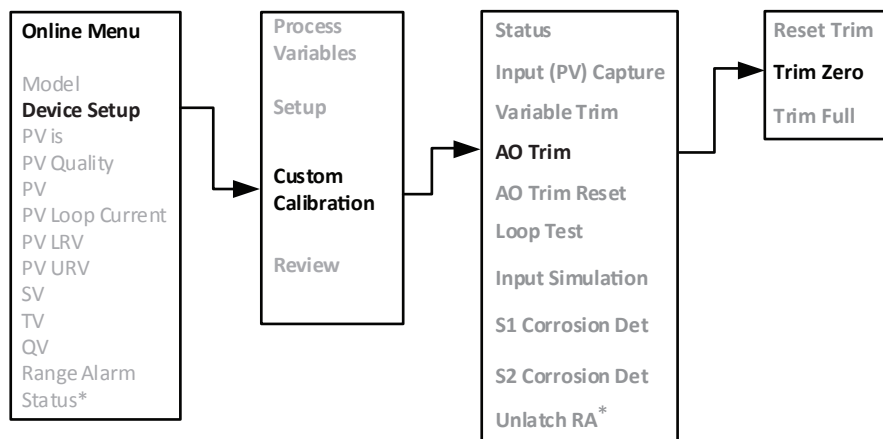 Online Menu
Model
Device Setup
PV is
PV Quality
PV
PV Loop Current
PV LRV
PV URV
SV
TV
QV
Range Alarm
Status*
Process
Variables
Setup
Custom
Calibration
Review
Status
Input (PV) Capture
Variable Trim
AO Trim
AO Trim Reset
Loop Test
Input Simulation
S1 Corrosion Det
S2 Corrosion Det
Unlatch RA*
Reset Trim
Trim Zero
Trim Full